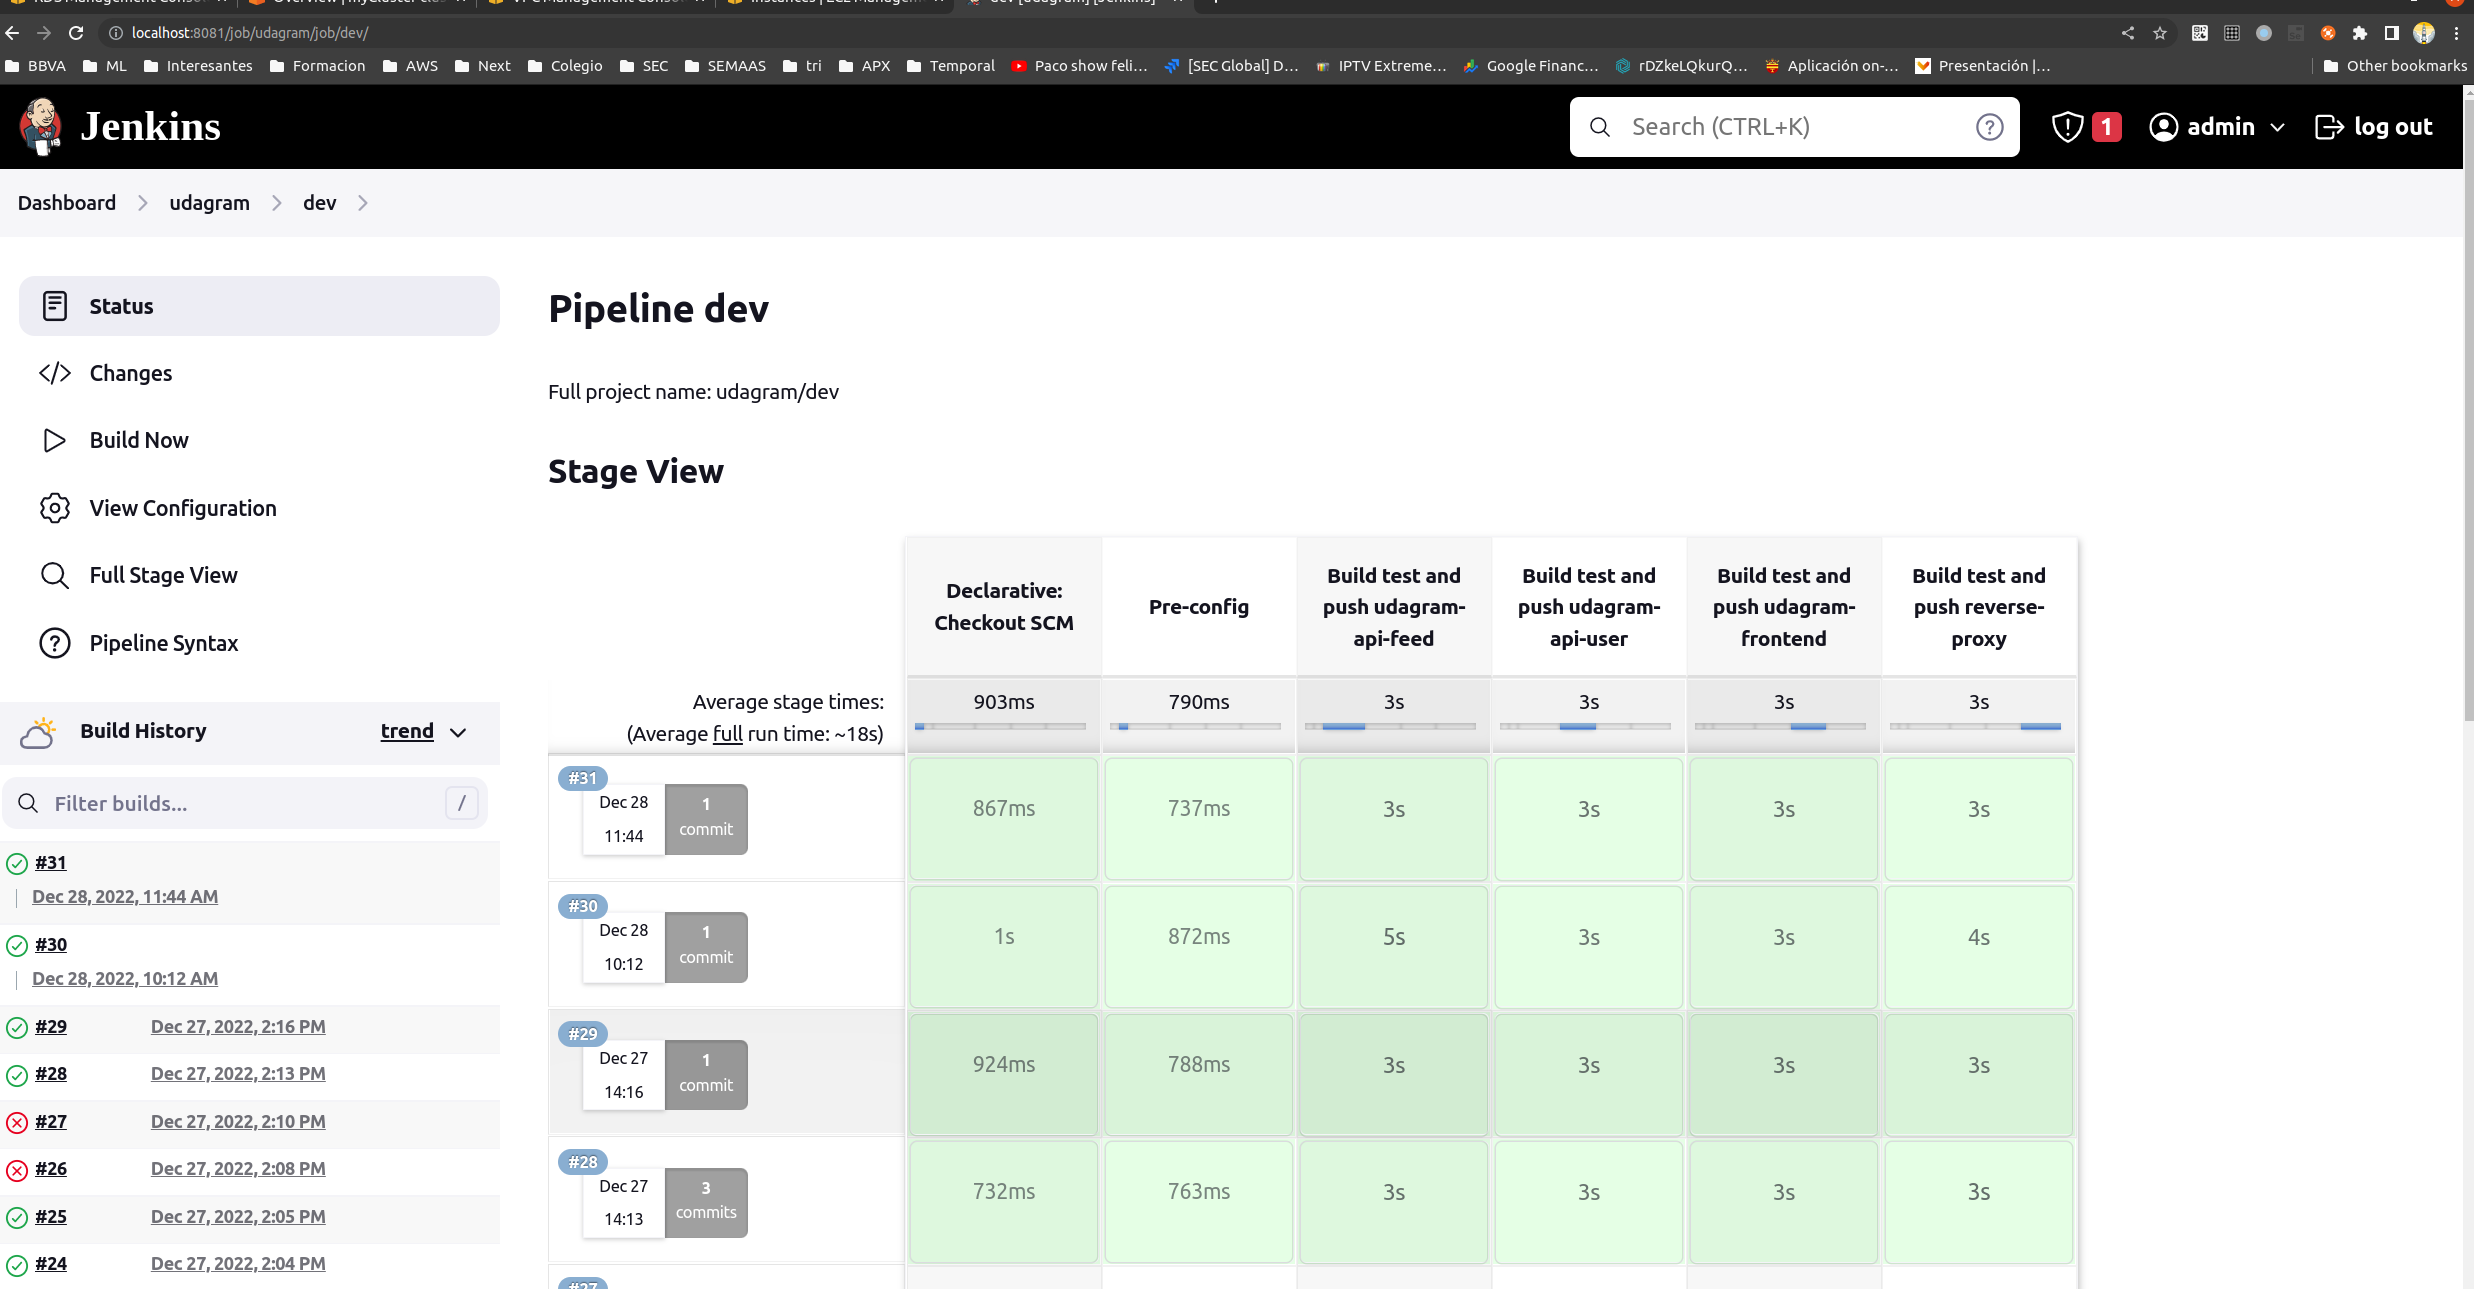 localhost:8081/job/udagram/job/dev/
BBVA ML Interesantes Formacion AWS Next Colegio SEC SEMAAS tri APX Temporal Paco show feli... [SEC Global] D... IPTV Extreme... Google Financ... rDZkeLQkurQ... Aplicación on-... Presentación |... Other bookmarks
Jenkins
Search (CTRL+K)
1
admin
log out
Dashboard udagram dev
Status
Changes
Build Now
View Configuration
Full Stage View
Pipeline Syntax
Build History trend
Filter builds... /
#31
Dec 28, 2022, 11:44 AM
#30
Dec 28, 2022, 10:12 AM
#29 Dec 27, 2022, 2:16 PM
#28 Dec 27, 2022, 2:13 PM
#27 Dec 27, 2022, 2:10 PM
#26 Dec 27, 2022, 2:08 PM
#25 Dec 27, 2022, 2:05 PM
#24 Dec 27, 2022, 2:04 PM
Pipeline dev
Full project name: udagram/dev
Stage View
Declarative:
Checkout SCM
Pre-config
Build test and
push udagram-
api-feed
Build test and
push udagram-
api-user
Build test and
push udagram-
frontend
Build test and
push reverse-
proxy
Average stage times:
(Average full run time: ~18s)
903ms 790ms 3s 3s 3s 3s
#31
Dec 28
11:44
1
commit
867ms 737ms 3s 3s 3s 3s
#30
Dec 28
10:12
1
commit
1s 872ms 5s 3s 3s 4s
#29
Dec 27
14:16
1
commit
924ms 788ms 3s 3s 3s 3s
#28
Dec 27
14:13
3
commits
732ms 763ms 3s 3s 3s 3s